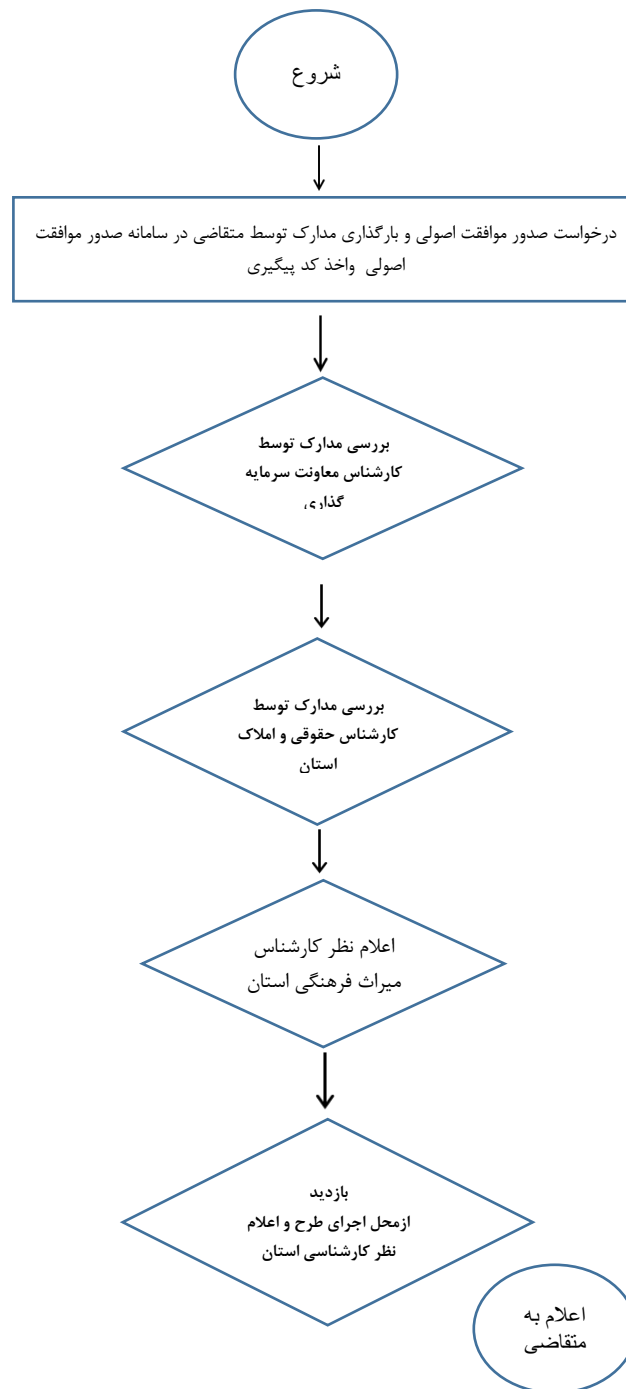 شروع
درخواست صدور موافقت اصولی و بارگذاری مدارک توسط متقاضی در سامانه صدور موافقت
اصولی واخذ کد پیگیری
بررسی مدارک توسط
کارشناس معاونت سرمایه
گذاری
بررسی مدارک توسط
کارشناس حقوقی و املاک
استان
اعلام نظر کارشناس
میراث فرهنگی استان
بازدید
ازمحل اجرای طرح و اعلام
نظر کارشناسی استان
اعلام به
متقاضی